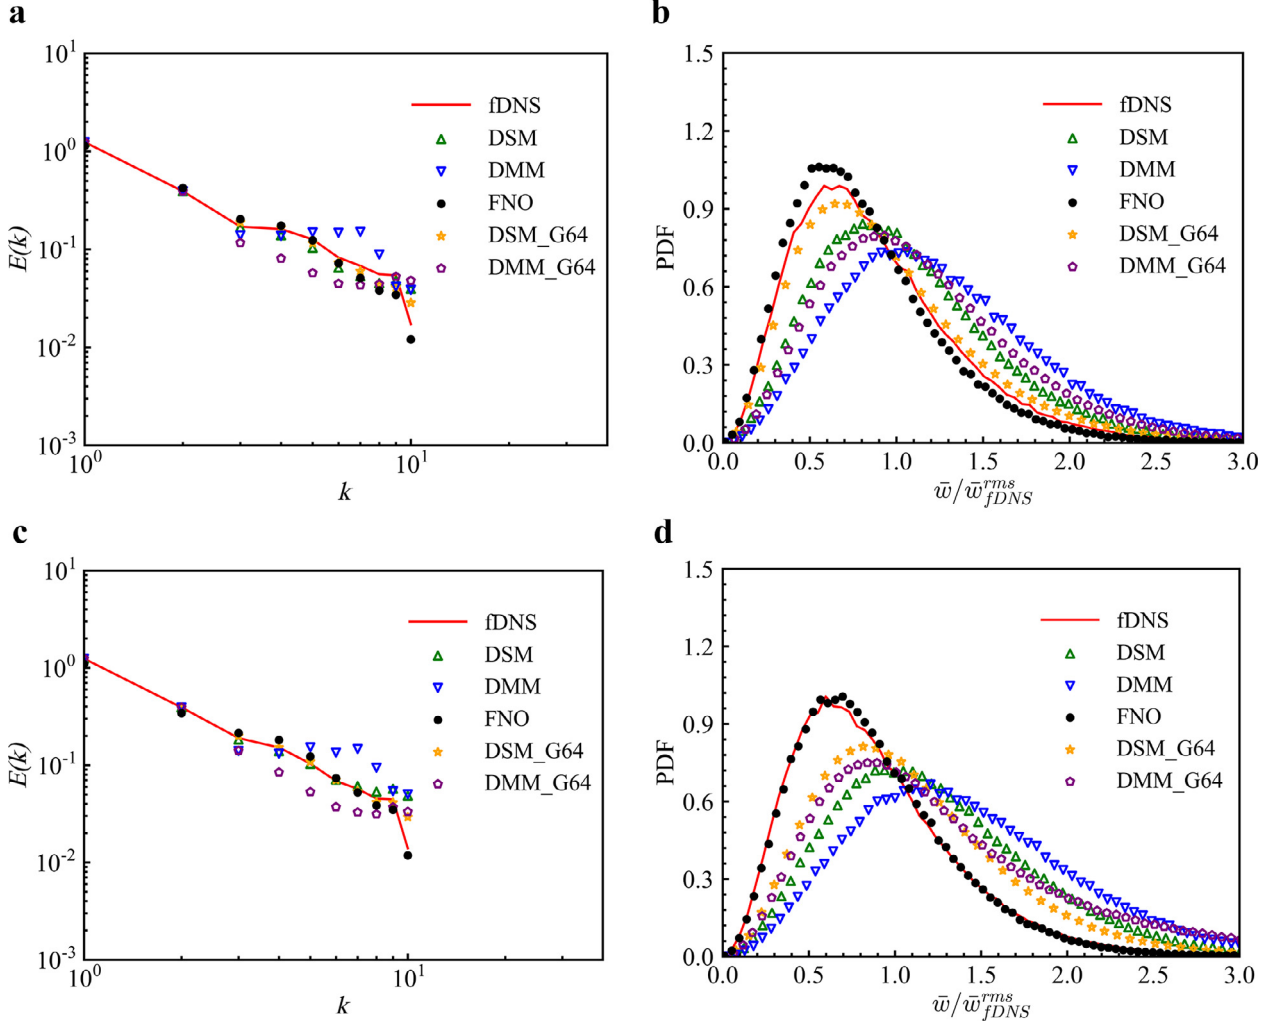 a
10^1
10^0
10^-1
10^-2
10^-3
E(k)
10^0
10^1
k
fDNS
DSM
DMM
FNO
DSM_G64
DMM_G64
b
1.5
1.2
0.9
0.6
0.3
0.0
PDF
0.0 0.5 1.0 1.5 2.0 2.5 3.0
w̄/w̄^{rms}_{fDNS}
fDNS
DSM
DMM
FNO
DSM_G64
DMM_G64
c
10^1
10^0
10^-1
10^-2
10^-3
E(k)
10^0
10^1
k
fDNS
DSM
DMM
FNO
DSM_G64
DMM_G64
d
1.5
1.2
0.9
0.6
0.3
0.0
PDF
0.0 0.5 1.0 1.5 2.0 2.5 3.0
w̄/w̄^{rms}_{fDNS}
fDNS
DSM
DMM
FNO
DSM_G64
DMM_G64